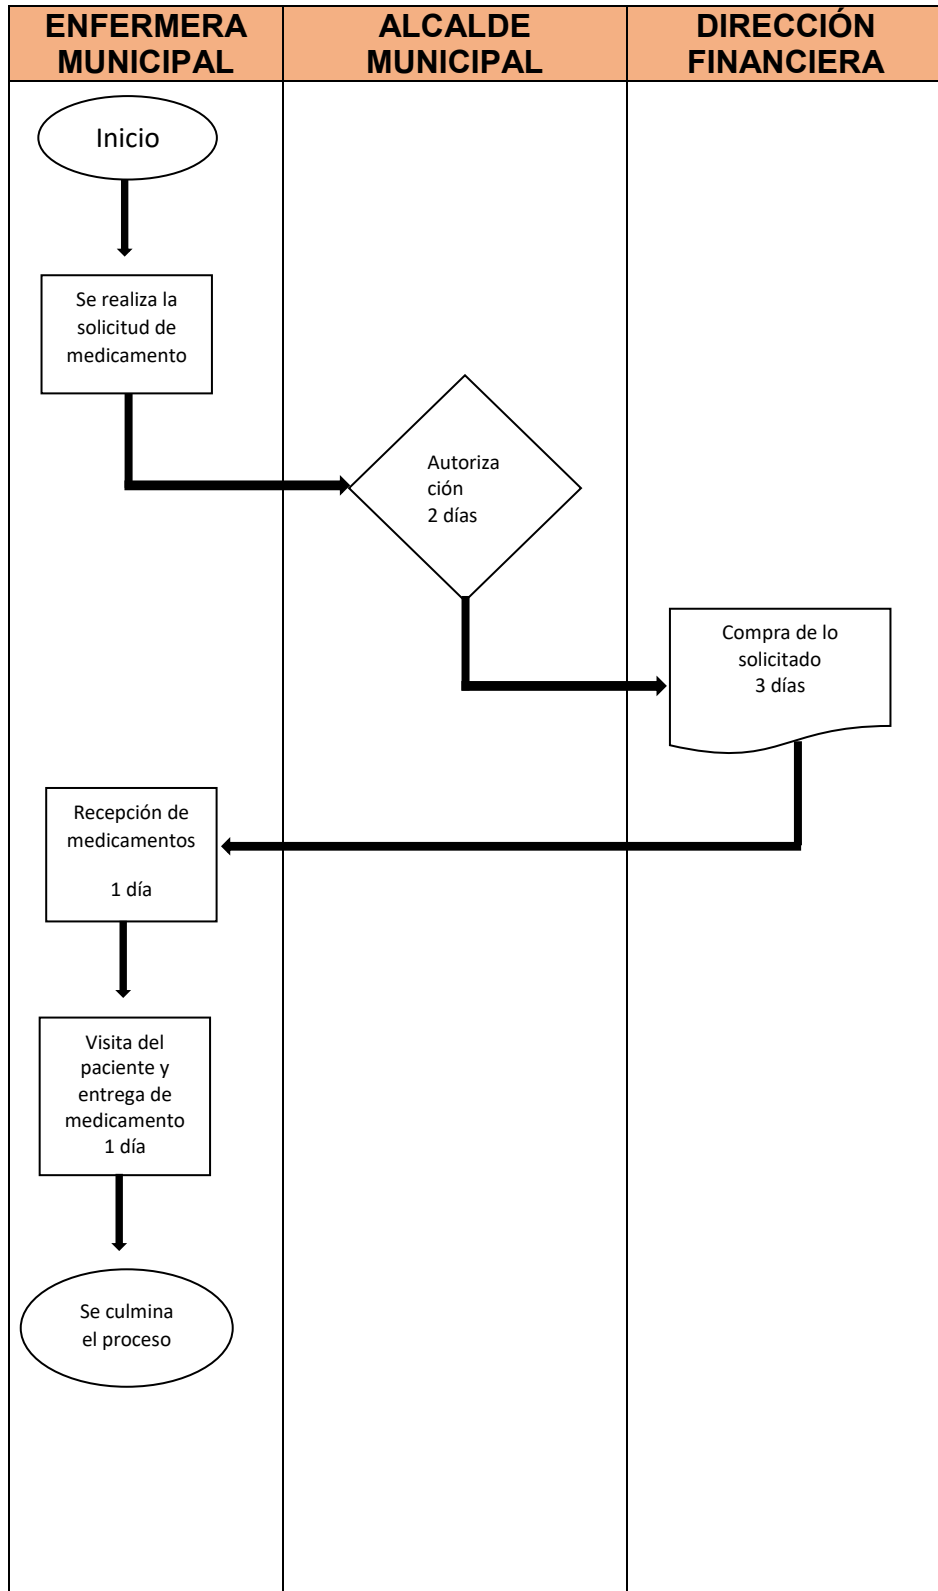 ENFERMERA
MUNICIPAL
ALCALDE
MUNICIPAL
DIRECCIÓN
FINANCIERA
Inicio
Se realiza la
solicitud de
medicamento
Autoriza
ción
2 días
Compra de lo
solicitado
3 días
Recepción de
medicamentos
1 día
Visita del
paciente y
entrega de
medicamento
1 día
Se culmina
el proceso